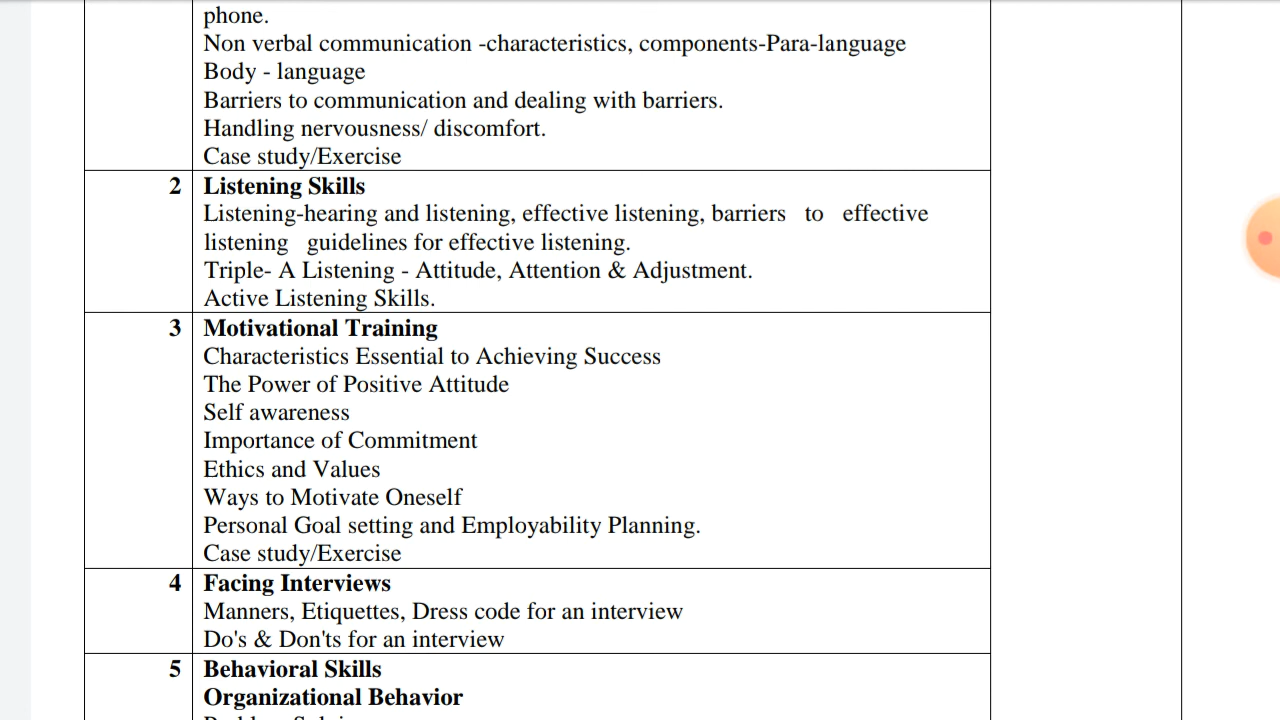 phone.
Non verbal communication -characteristics, components-Para-language
Body - language
Barriers to communication and dealing with barriers.
Handling nervousness/ discomfort.
Case study/Exercise
2 Listening Skills
Listening-hearing and listening, effective listening, barriers to effective
listening guidelines for effective listening.
Triple- A Listening - Attitude, Attention & Adjustment.
Active Listening Skills.
3 Motivational Training
Characteristics Essential to Achieving Success
The Power of Positive Attitude
Self awareness
Importance of Commitment
Ethics and Values
Ways to Motivate Oneself
Personal Goal setting and Employability Planning.
Case study/Exercise
4 Facing Interviews
Manners, Etiquettes, Dress code for an interview
Do's & Don'ts for an interview
5 Behavioral Skills
Organizational Behavior